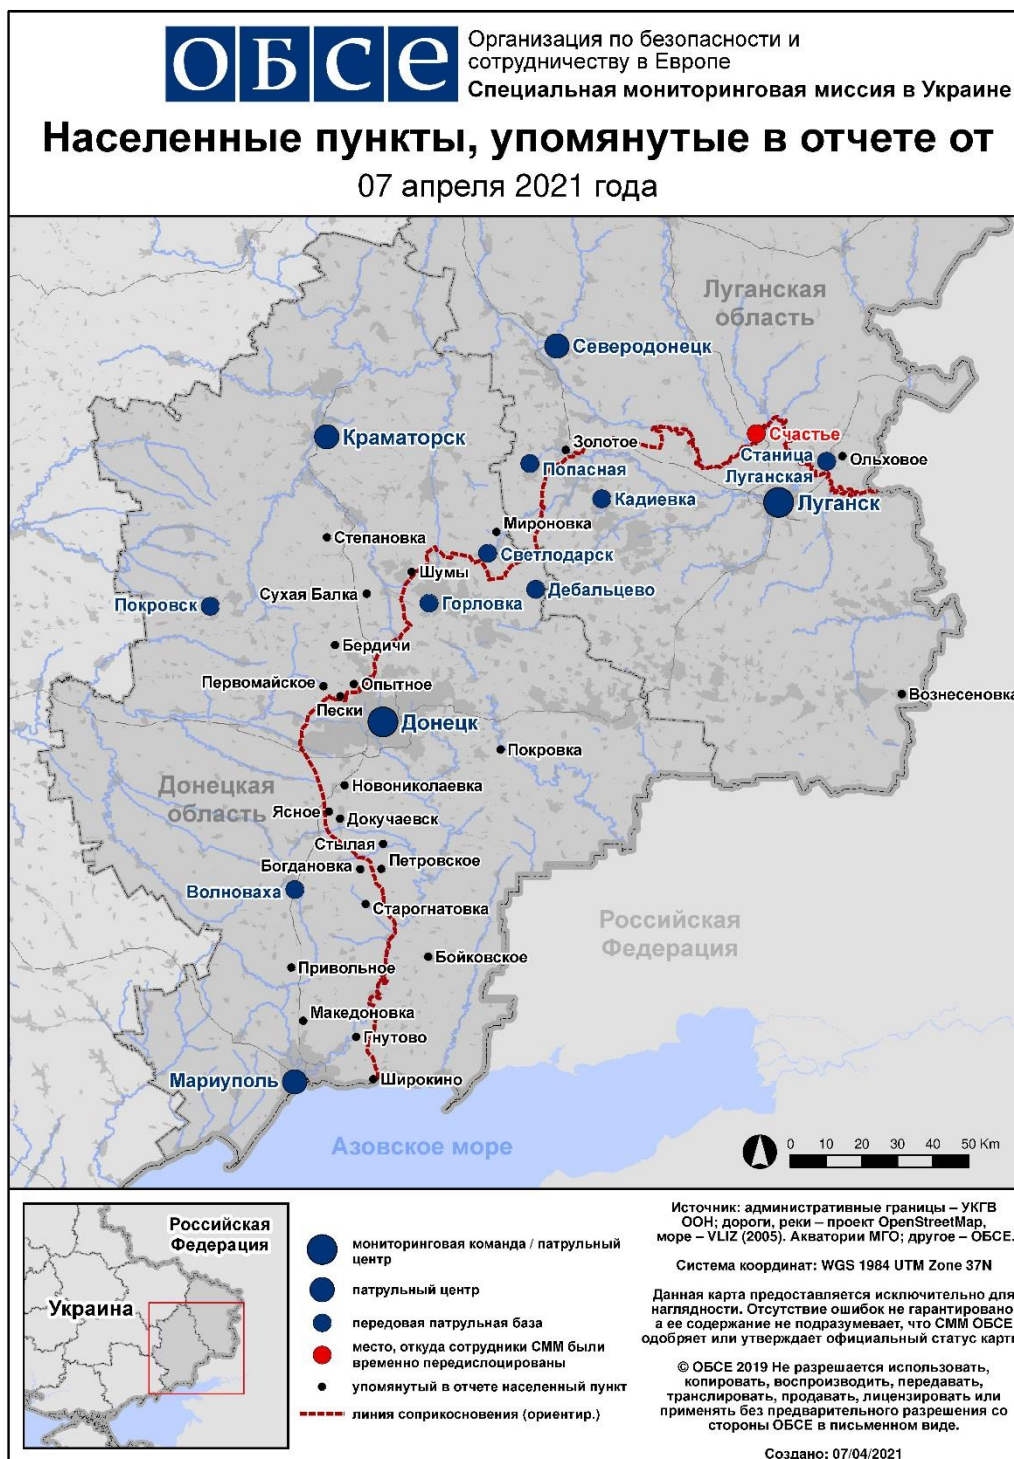 ОБСЕ
Организация по безопасности и
сотрудничеству в Европе
Специальная мониторинговая миссия в Украине
Населенные пункты, упомянутые в отчете от
07 апреля 2021 года
Луганская
область
Северодонецк
Краматорск
Золотое
Счастье
Станица
Луганская
Ольховое
Попасная
Кадиевка
Луганск
Мироновка
Степановка
Светлодарск
Шумы
Сухая Балка
Дебальцево
Покровск
Горловка
Бердичи
Первомайское
Опытное
Вознесеновка
Пески
Донецк
Покровка
Донецкая
область
Новониколаевка
Ясное
Докучаевск
Стылая
Богдановка
Петровское
Волноваха
Старогнатовка
Российская
Федерация
Бойковское
Привольное
Македоновка
Гнутово
Мариуполь
Широкино
Азовское море
0 10 20 30 40 50 Km
Российская
Федерация
Украина
мониторинговая команда / патрульный
центр
патрульный центр
передовая патрульная база
место, откуда сотрудники СММ были
временно передислоцированы
упомянутый в отчете населенный пункт
линия соприкосновения (ориентир.)
Источник: административные границы – УКГВ
ООН; дороги, реки – проект OpenStreetMap,
море – VLIZ (2005). Акватории МГО; другое – ОБСЕ.
Система координат: WGS 1984 UTM Zone 37N
Данная карта предоставляется исключительно для
наглядности. Отсутствие ошибок не гарантировано
а ее содержание не подразумевает, что СММ ОБСЕ
одобряет или утверждает официальный статус карт
© ОБСЕ 2019 Не разрешается использовать,
копировать, воспроизводить, передавать,
транслировать, продавать, лицензировать или
применять без предварительного разрешения со
стороны ОБСЕ в письменном виде.
Создано: 07/04/2021